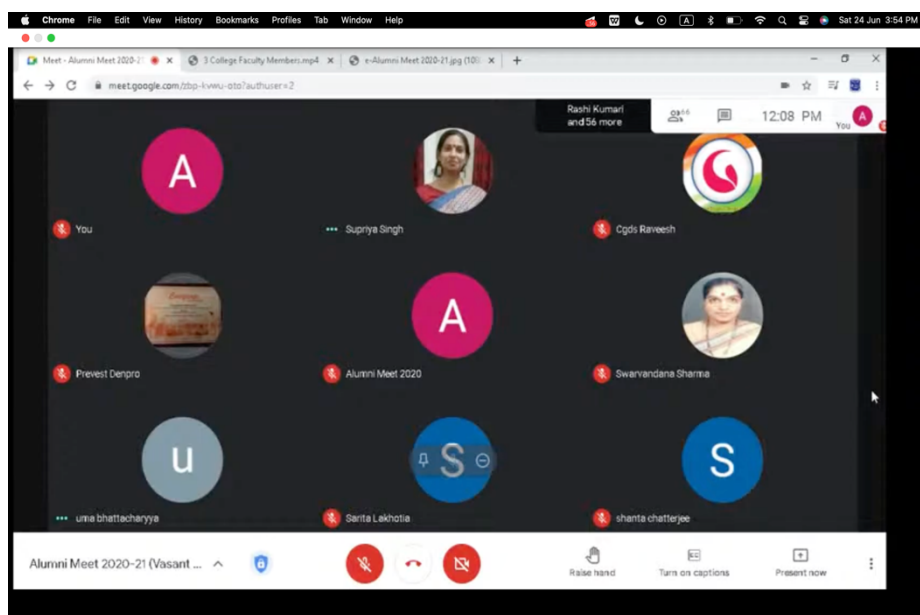 Chrome File Edit View History Bookmarks Profiles Tab Window Help
Sat 24 Jun 3:54 PM
Meet - Alumni Meet 2020-2
3 College Faculty Members.mp4
e-Alumni Meet 2020-21.jpg (10
meet.google.com/zbp-kvwu-oto?authuser=2
Rashi Kumari
and 56 more
66
12:08 PM
You
A
A
You
Supriya Singh
Cgds Raveesh
Prevest Denpro
A
Alumni Meet 2020
Swarvandana Sharma
u
uma bhattacharyya
S
Sarita Lakhotia
S
shanta chatterjee
Alumni Meet 2020-21 (Vasant ...
Raise hand
Turn on captions
Present now